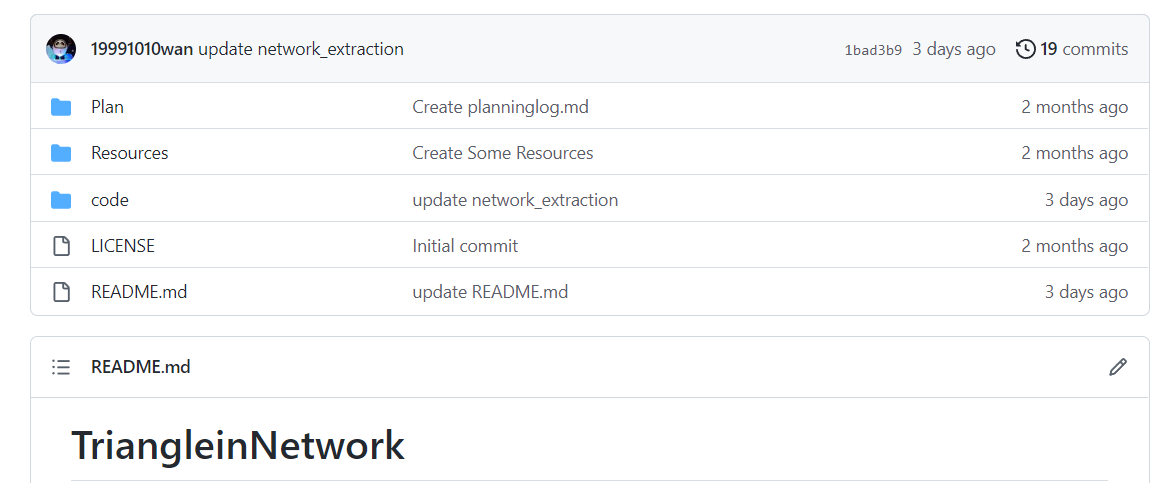 19991010wan update network_extraction 1bad3b9 3 days ago 19 commits
Plan Create planninglog.md 2 months ago
Resources Create Some Resources 2 months ago
code update network_extraction 3 days ago
LICENSE Initial commit 2 months ago
README.md update README.md 3 days ago
README.md
TriangleinNetwork